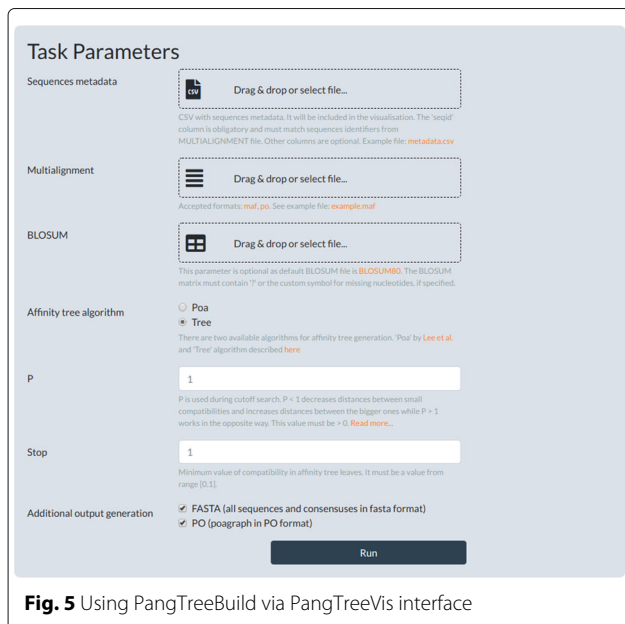 Task Parameters
Sequences metadata
CSV
Drag & drop or select file...
CSV with sequences metadata. It will be included in the visualisation. The 'seqid'
column is obligatory and must match sequences identifiers from
MULTIALIGNMENT file. Other columns are optional. Example file: metadata.csv
Multialignment
Drag & drop or select file...
Accepted formats: maf, po. See example file: example.maf
BLOSUM
Drag & drop or select file...
This parameter is optional as default BLOSUM file is BLOSUM80. The BLOSUM
matrix must contain '?' or the custom symbol for missing nucleotides, if specified.
Affinity tree algorithm
Poa
Tree
There are two available algorithms for affinity tree generation. 'Poa' by Lee et al.
and 'Tree' algorithm described here
P
1
P is used during cutoff search. P < 1 decreases distances between small
compatibilities and increases distances between the bigger ones while P > 1
works in the opposite way. This value must be > 0. Read more...
Stop
1
Minimum value of compatibility in affinity tree leaves. It must be a value from
range [0,1].
Additional output generation
FASTA (all sequences and consensuses in fasta format)
PO (poagraph in PO format)
Run
Fig. 5 Using PangTreeBuild via PangTreeVis interface